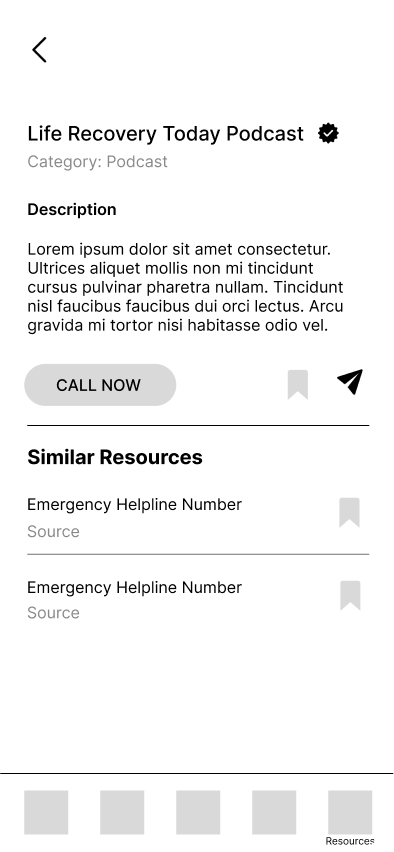 Life Recovery Today Podcast
Category: Podcast
Description
Lorem ipsum dolor sit amet consectetur.
Ultrices aliquet mollis non mi tincidunt
cursus pulvinar pharetra nullam. Tincidunt
nisl faucibus faucibus dui orci lectus. Arcu
gravida mi tortor nisi habitasse odio vel.
CALL NOW
Similar Resources
Emergency Helpline Number
Source
Emergency Helpline Number
Source
Resources